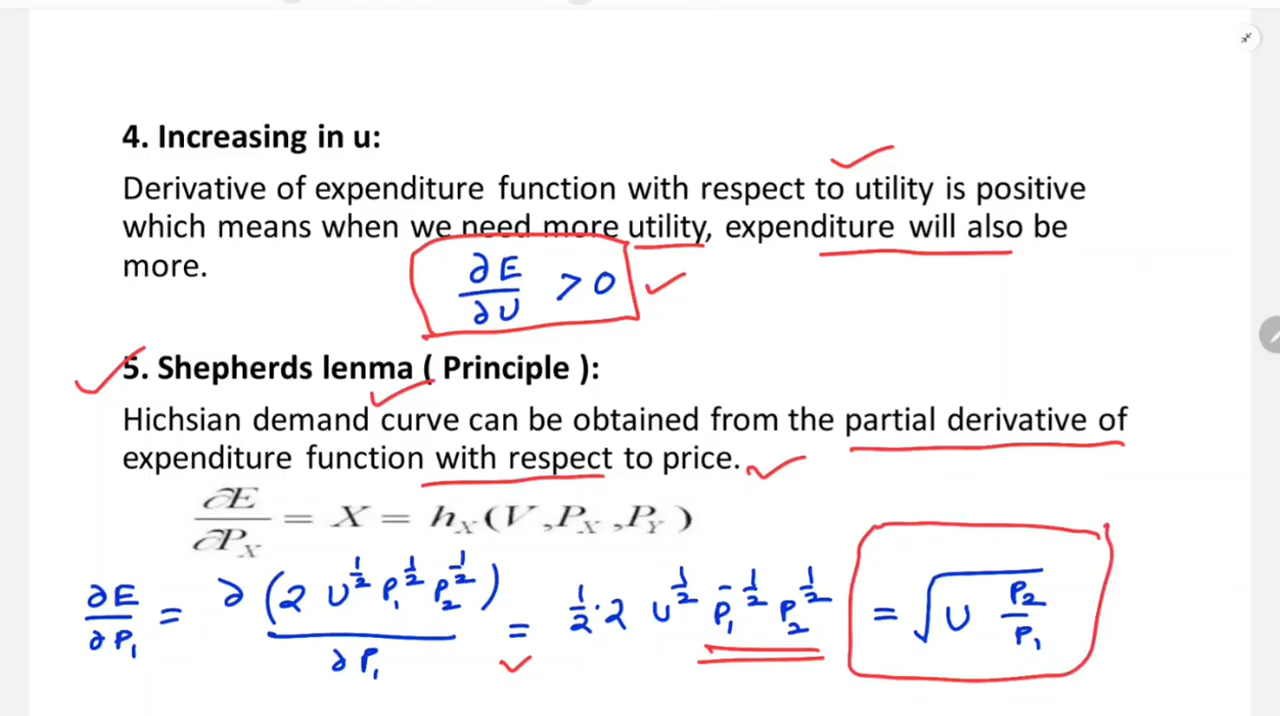 4. Increasing in u:
Derivative of expenditure function with respect to utility is positive
which means when we need more utility, expenditure will also be
more.
∂E/∂U > 0
5. Shepherds lenma ( Principle ):
Hichsian demand curve can be obtained from the partial derivative of
expenditure function with respect to price.
∂E/∂P_X = X = h_X(V ,P_X ,P_Y )
∂E/∂P₁ = ∂(2 U^{1/2} P₁^{1/2} P₂^{1/2})/∂P₁ = 1/2·2 U^{1/2} P₁^{-1/2} P₂^{1/2} = √(U P₂/P₁)